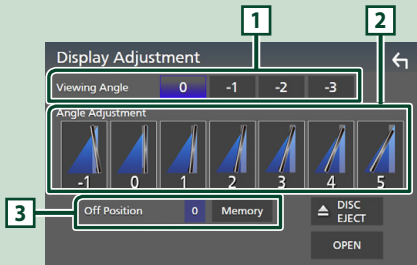 1 2
Display Adjustment
Viewing Angle 0 -1 -2 -3
Angle Adjustment
-1 0 1 2 3 4 5
3
Off Position 0 Memory
DISC
EJECT
OPEN